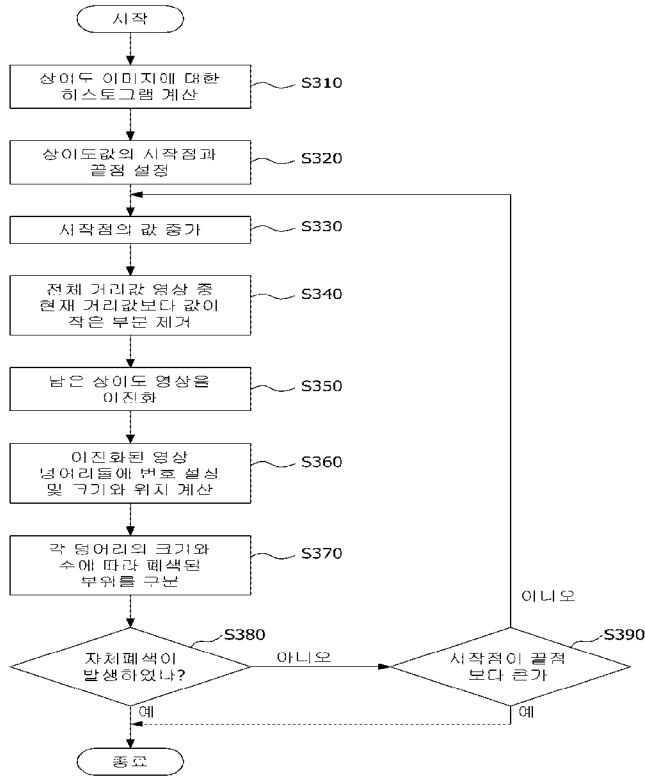 시작
상이도 이미지에 대한
히스토그램 계산
S310
상이도값의 시작점과
끝점 설정
S320
시작점의 값 증가
S330
전체 거리값 영상 중
현재 거리값보다 값이
작은 부분 제거
S340
남은 상이도 영상을
이진화
S350
이진화된 영상
덩어리들에 번호 설정
및 크기와 위치 계산
S360
각 덩어리의 크기와
수에 따라 폐색된
부위를 구분
S370
자체폐색이
발생하였나?
S380
아니오
예
시작점이 끝점
보다 큰가
S390
아니오
예
종료